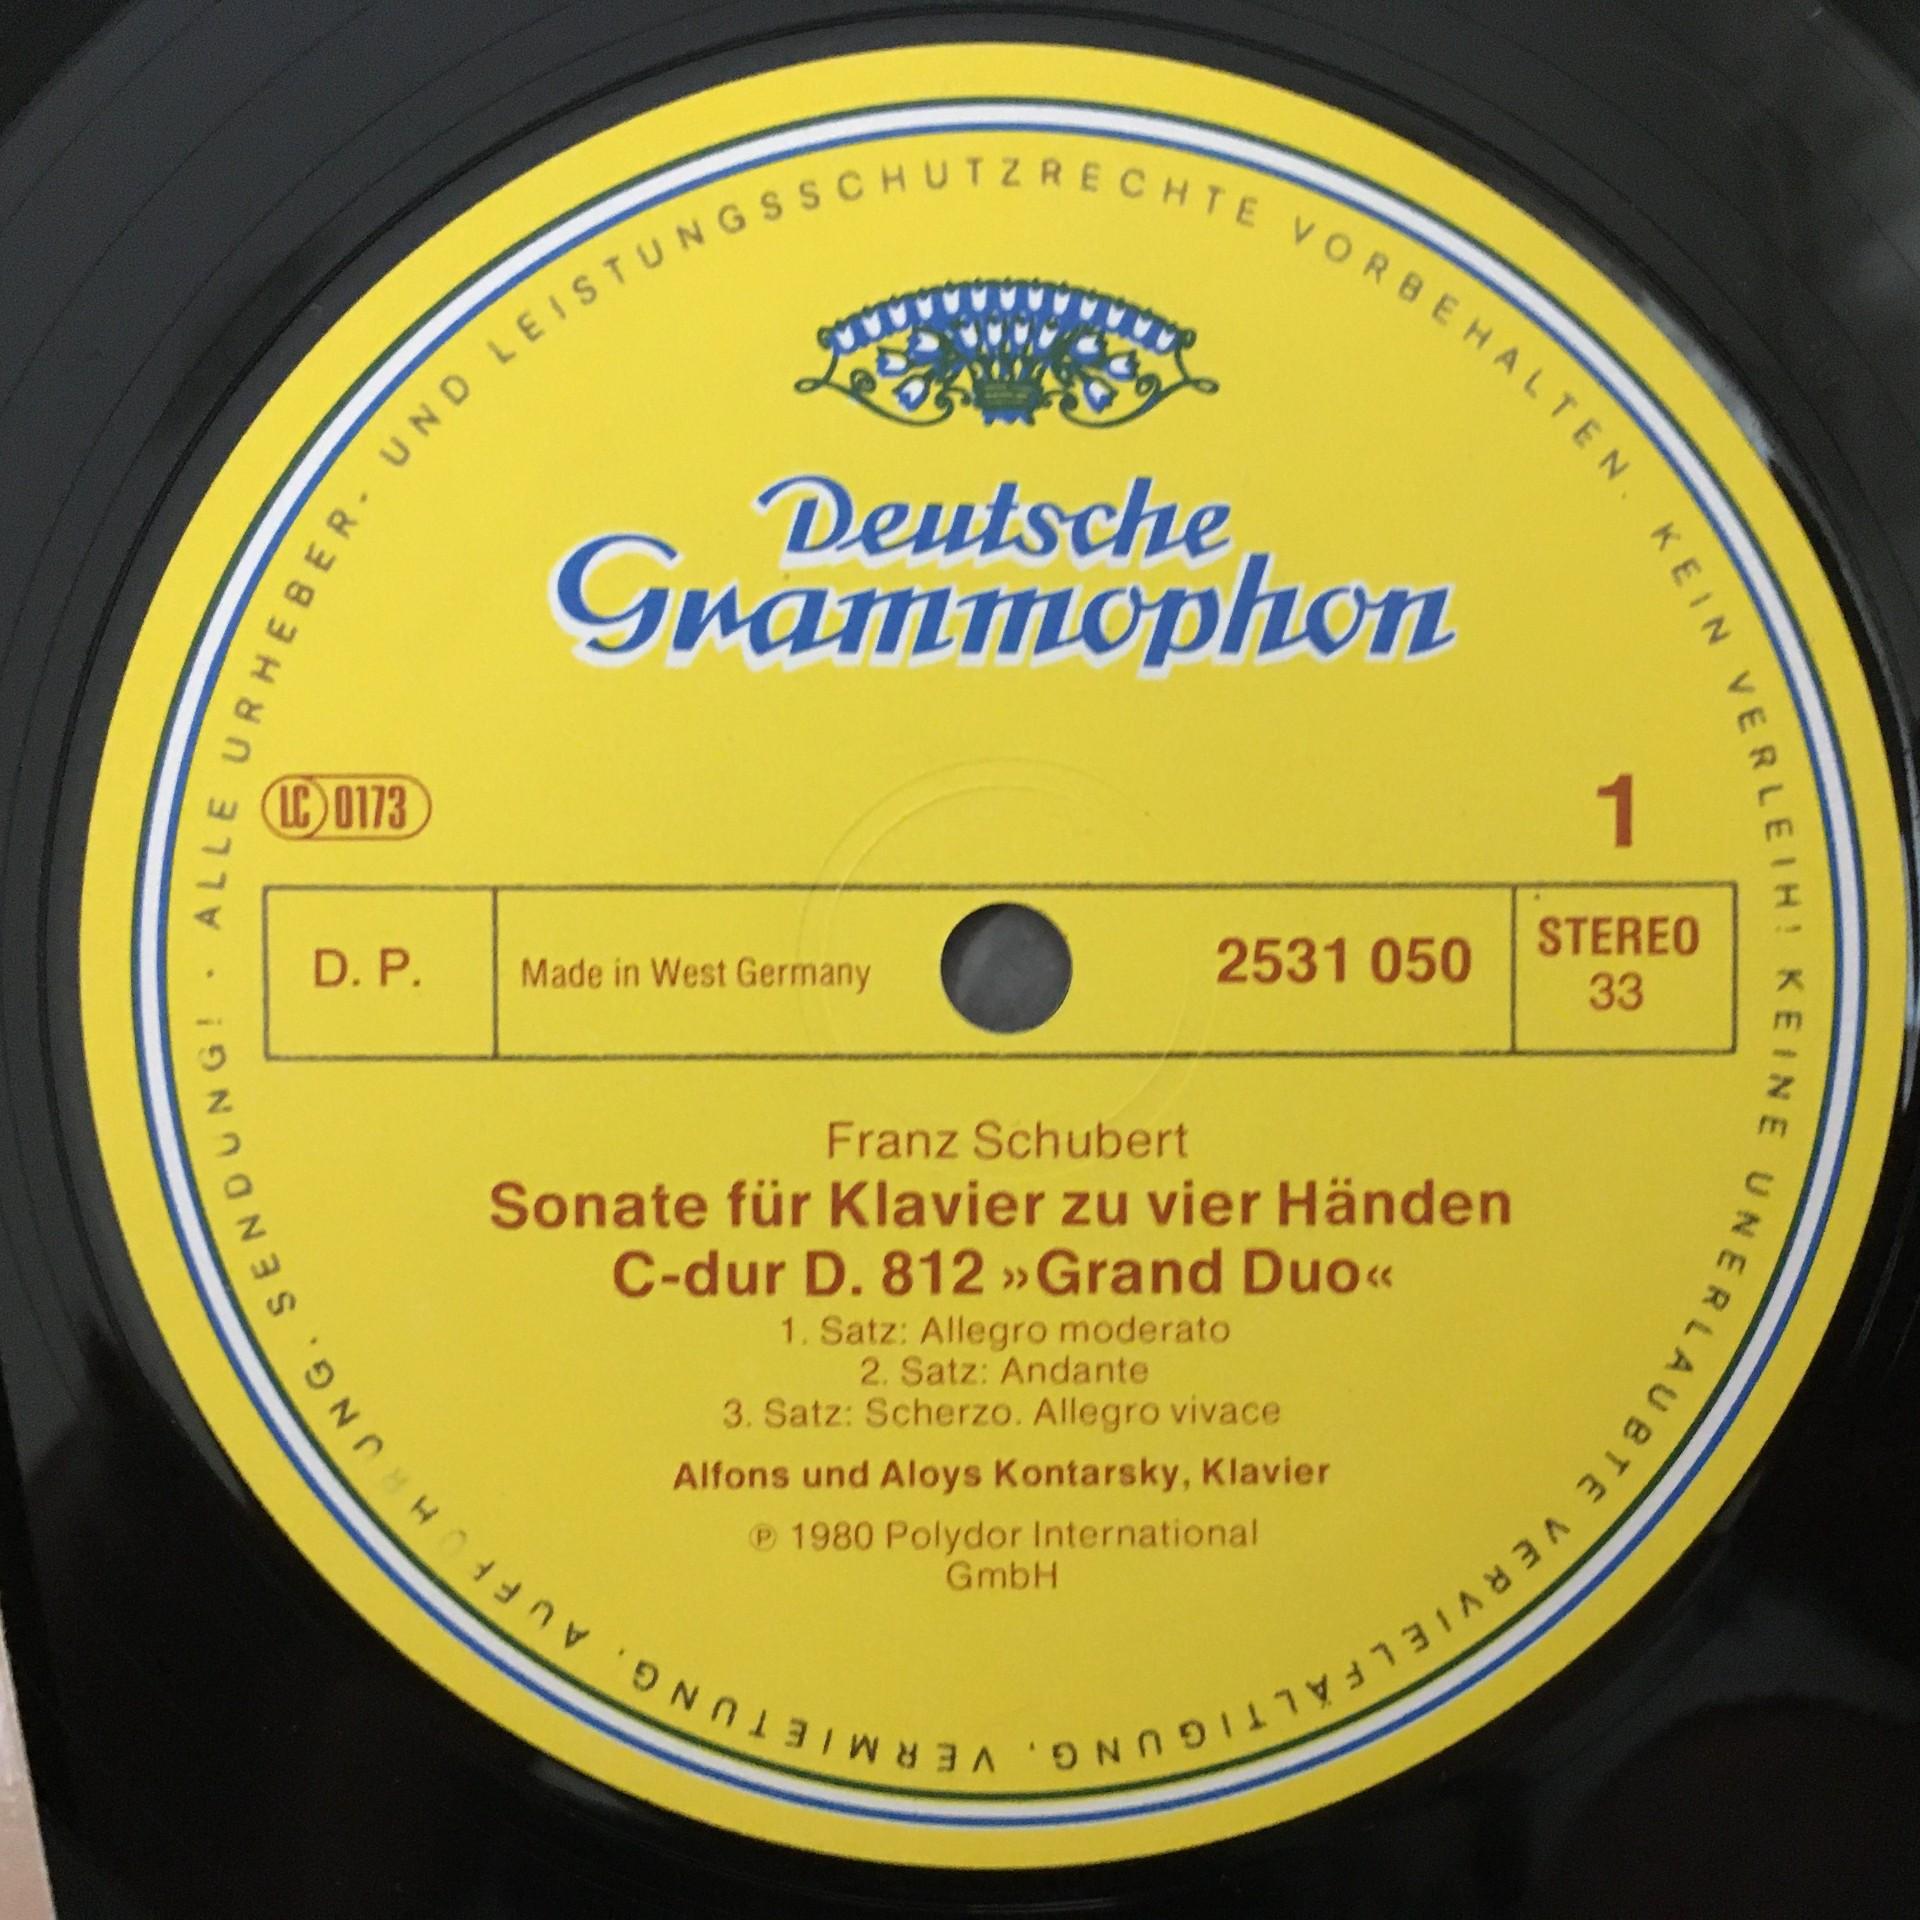 ALLE URHEBER- UND LEISTUNGSSCHUTZRECHTE VORBEHALTEN. KEIN VERLEIH! KEINE UNERLAUBTE VERVIELFÄLTIGUNG, VERMIETUNG, AUFFÜHRUNG, SENDUNG! ·
Deutsche
Grammophon
LC 0173
1
D. P.
Made in West Germany
2531 050
STEREO
33
Franz Schubert
Sonate für Klavier zu vier Händen
C-dur D. 812 »Grand Duo«
1. Satz: Allegro moderato
2. Satz: Andante
3. Satz: Scherzo. Allegro vivace
Alfons und Aloys Kontarsky, Klavier
℗ 1980 Polydor International
GmbH